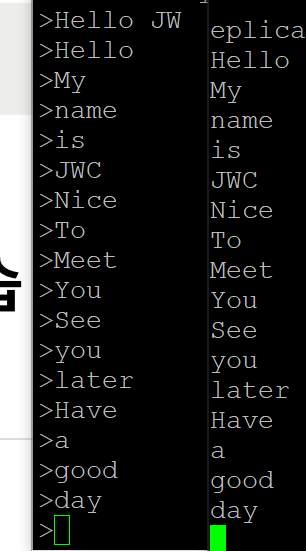 >Hello JW
>Hello
>My
>name
>is
>JWC
>Nice
>To
>Meet
>You
>See
>you
>later
>Have
>a
>good
>day
>
eplica
Hello
My
name
is
JWC
Nice
To
Meet
You
See
you
later
Have
a
good
day